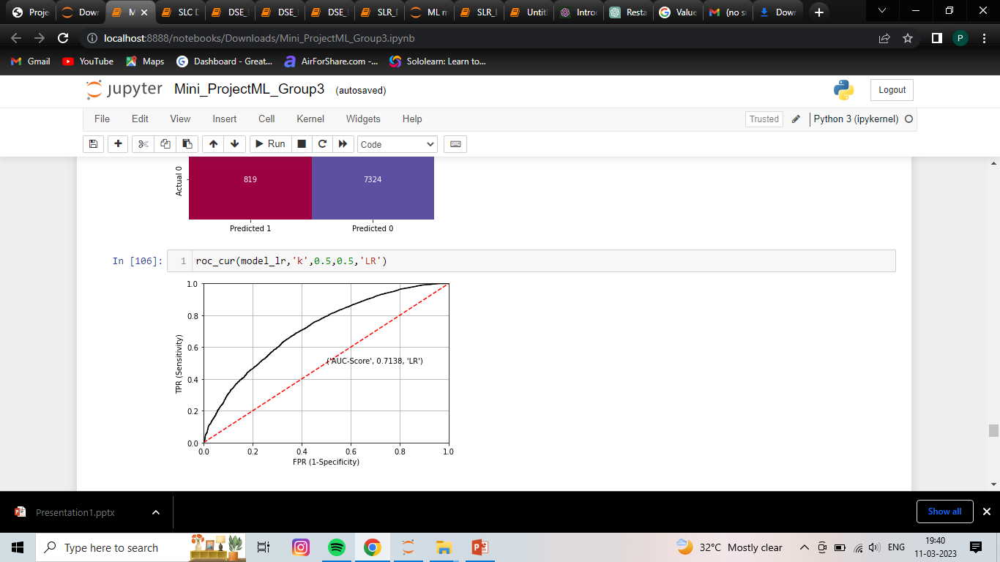 Proje
Down
M
SLC D
DSE_
DSE_
DSE_
SLR_D
ML m
SLR_D
Untit
Introd
Resta
Value
(no su
Down
localhost:8888/notebooks/Downloads/Mini_ProjectML_Group3.ipynb
P
Gmail
YouTube
Maps
Dashboard - Great...
AirForShare.com -...
Sololearn: Learn to...
jupyter Mini_ProjectML_Group3 (autosaved)
Logout
File Edit View Insert Cell Kernel Widgets Help
Trusted
Python 3 (ipykernel)
Run
Code
Actual 0
819
7324
Predicted 1
Predicted 0
In [106]:
1 roc_cur(model_lr,'k',0.5,0.5,'LR')
1.0
0.8
0.6
0.4
0.2
0.0
TPR (Sensitivity)
('AUC-Score', 0.7138, 'LR')
0.0 0.2 0.4 0.6 0.8 1.0
FPR (1-Specificity)
Presentation1.pptx
Show all
Type here to search
32°C Mostly clear
ENG
19:40
11-03-2023